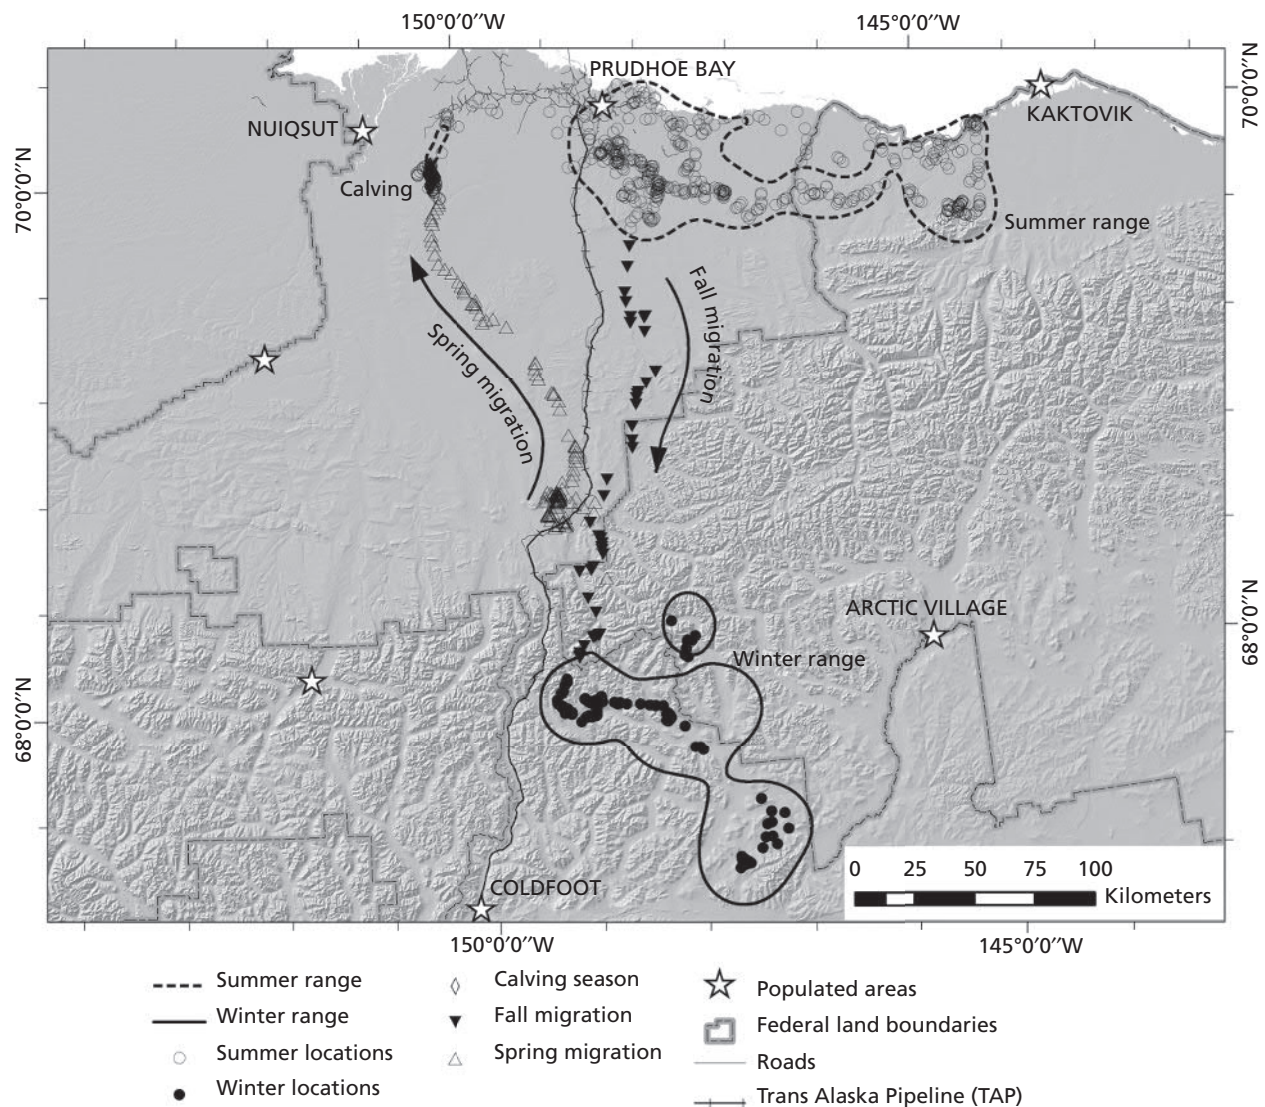 150°0′0′′W 145°0′0′′W
PRUDHOE BAY
KAKTOVIK
NUIQSUT
70°0′0′′N
70°0′0′′N
Calving
Summer range
Fall migration
Spring migration
ARCTIC VILLAGE
68°0′0′′N
Winter range
68°0′0′′N
0 25 50 75 100
Kilometers
COLDFOOT
150°0′0′′W 145°0′0′′W
Summer range
Winter range
Summer locations
Winter locations
Calving season
Fall migration
Spring migration
Populated areas
Federal land boundaries
Roads
Trans Alaska Pipeline (TAP)